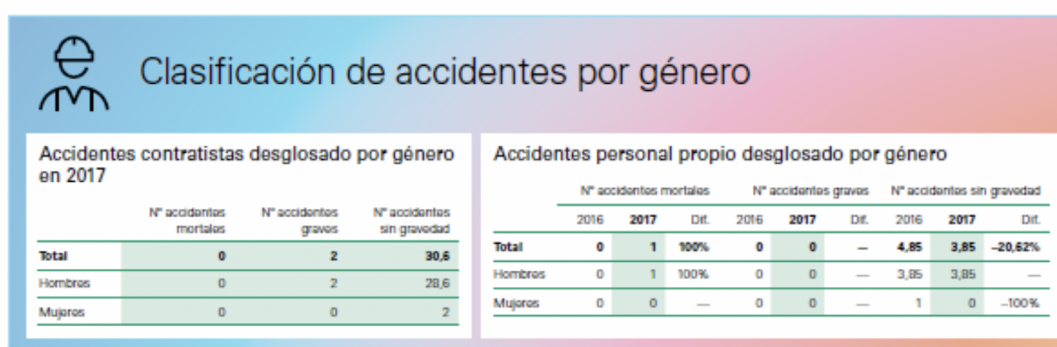 Clasificación de accidentes por género
Accidentes contratistas desglosado por género
en 2017
Nº accidentes mortales Nº accidentes graves Nº accidentes sin gravedad
Total 0 2 30,6
Hombres 0 2 28,6
Mujeres 0 0 2
Accidentes personal propio desglosado por género
Nº accidentes mortales Nº accidentes graves Nº accidentes sin gravedad
2016 2017 Dif. 2016 2017 Dif. 2016 2017 Dif.
Total 0 1 100% 0 0 — 4,85 3,85 –20,62%
Hombres 0 1 100% 0 0 — 3,85 3,85 —
Mujeres 0 0 — 0 0 — 1 0 –100%